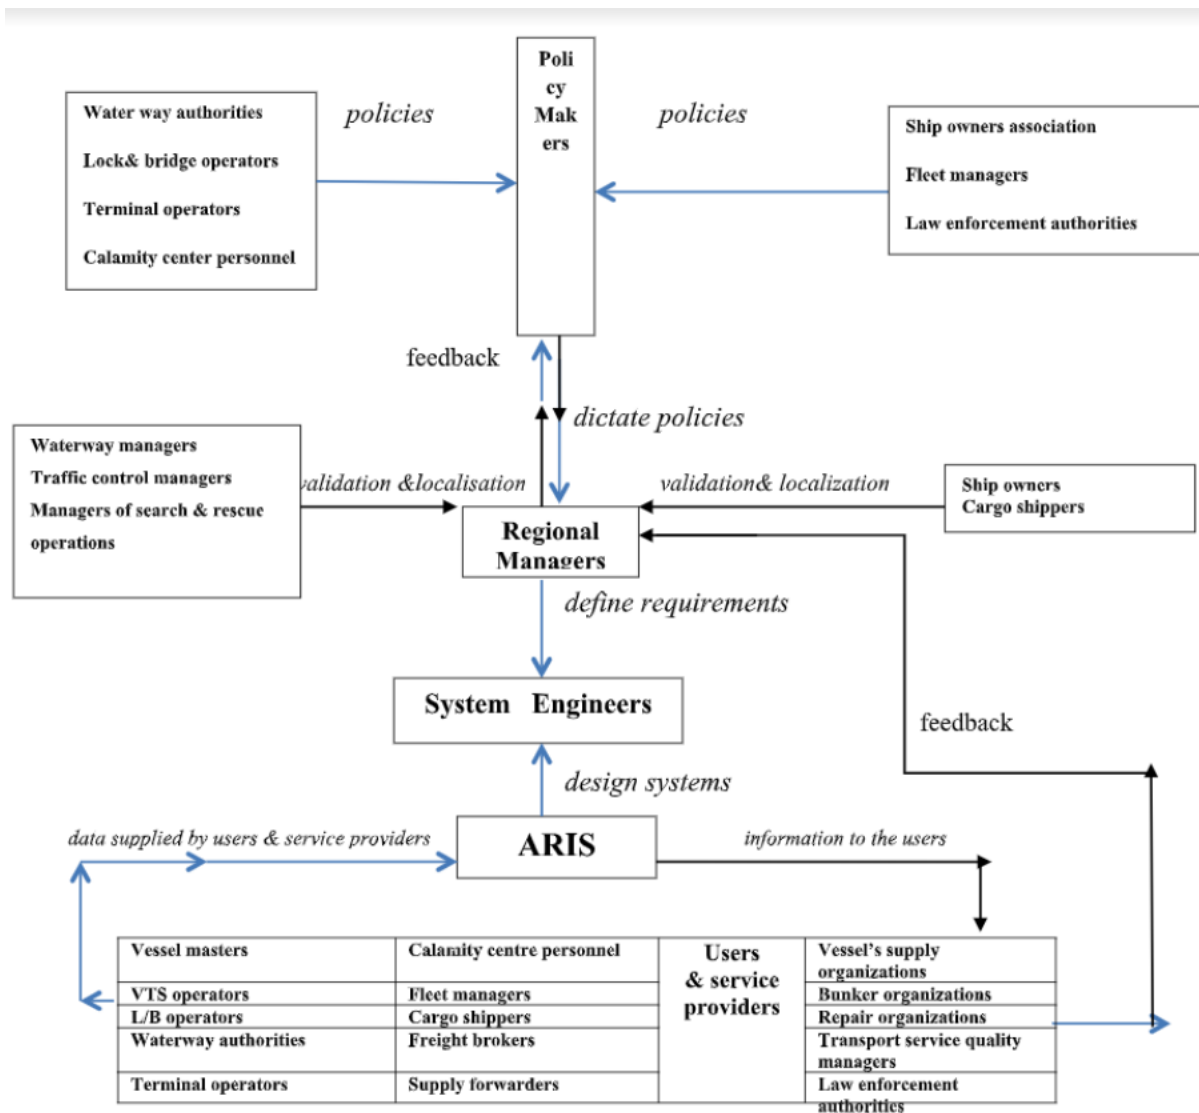 Poli
cy
Mak
ers
Water way authorities
Lock& bridge operators
Terminal operators
Calamity center personnel
policies
policies
Ship owners association
Fleet managers
Law enforcement authorities
feedback
dictate policies
Waterway managers
Traffic control managers
Managers of search & rescue
operations
validation &localisation
validation& localization
Ship owners
Cargo shippers
Regional
Managers
define requirements
System Engineers
feedback
design systems
data supplied by users & service providers
ARIS
information to the users
Vessel masters
Calamity centre personnel
Users
& service
providers
Vessel's supply
organizations
VTS operators
Fleet managers
Bunker organizations
L/B operators
Cargo shippers
Repair organizations
Waterway authorities
Freight brokers
Transport service quality
managers
Terminal operators
Supply forwarders
Law enforcement
authorities